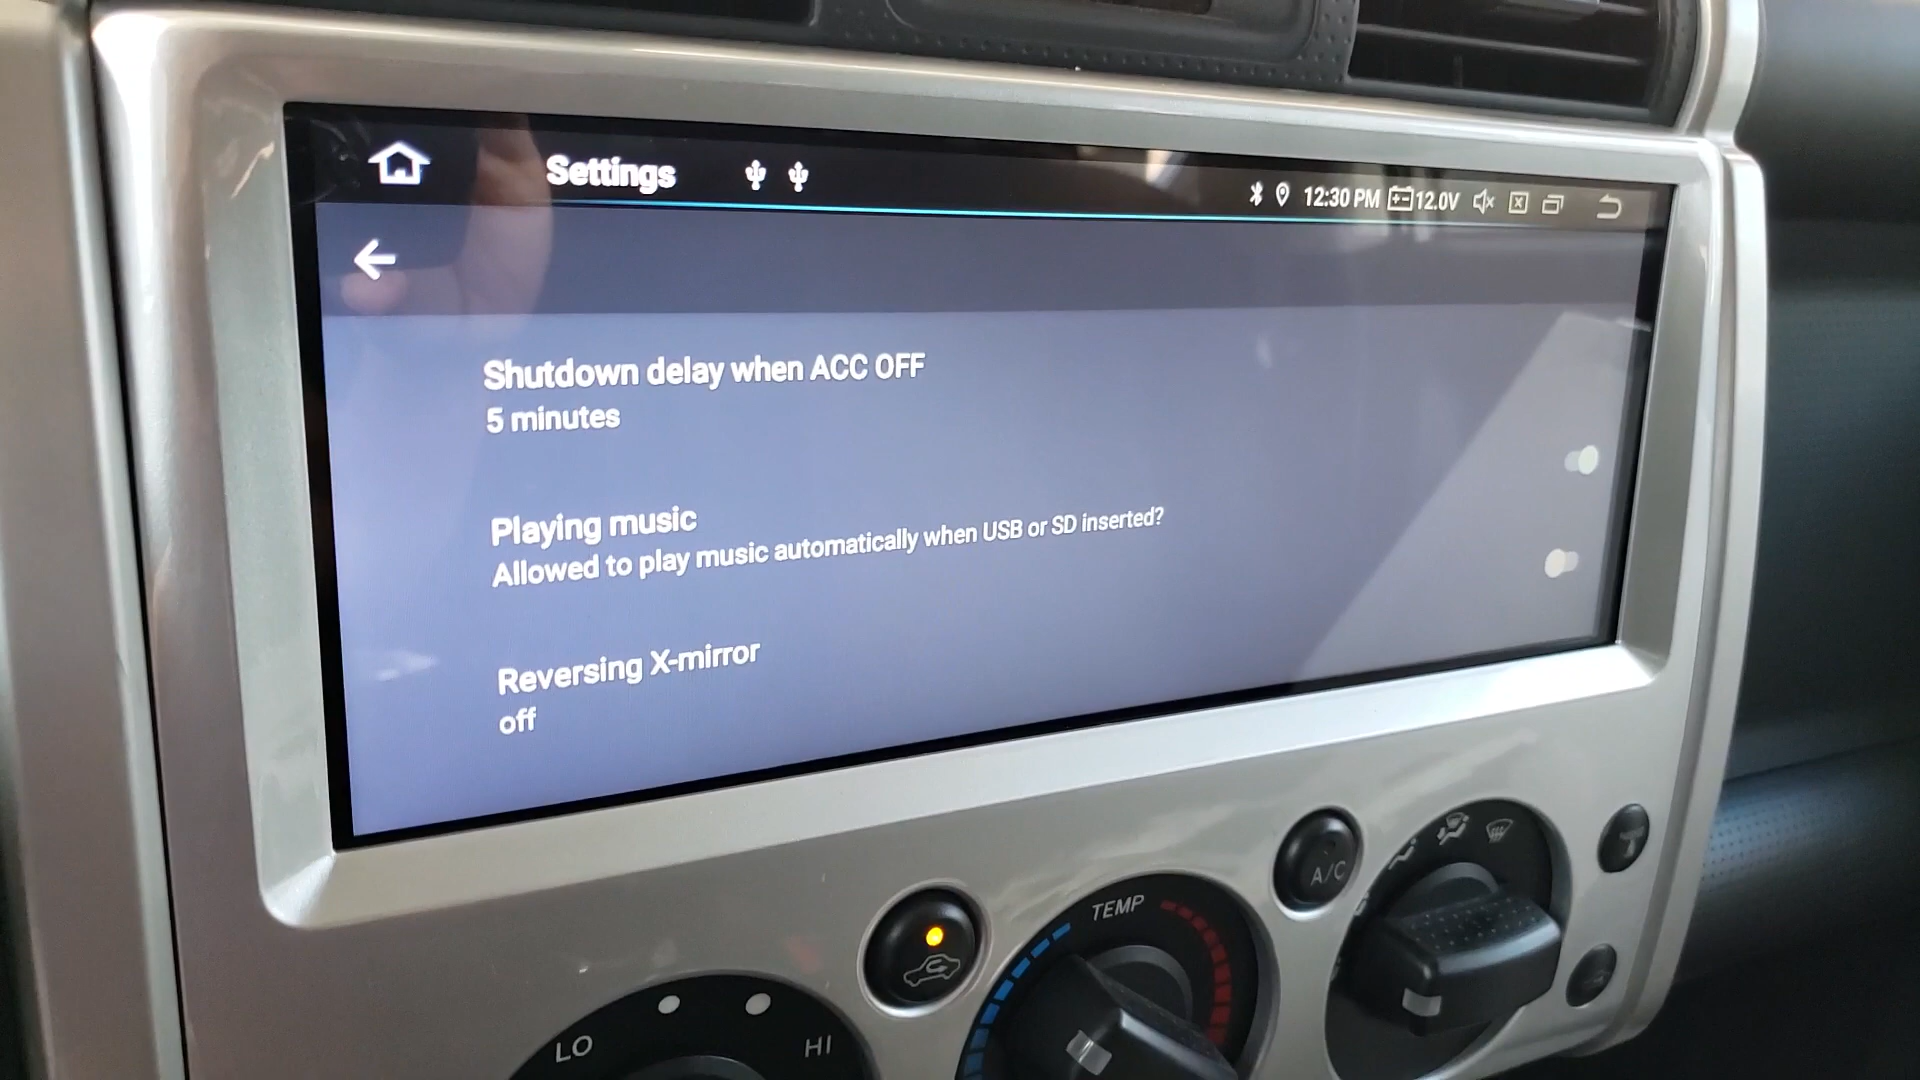 Settings
12:30 PM 12.0V
Shutdown delay when ACC OFF
5 minutes
Playing music
Allowed to play music automatically when USB or SD inserted?
Reversing X-mirror
off
A/C
TEMP
LO HI